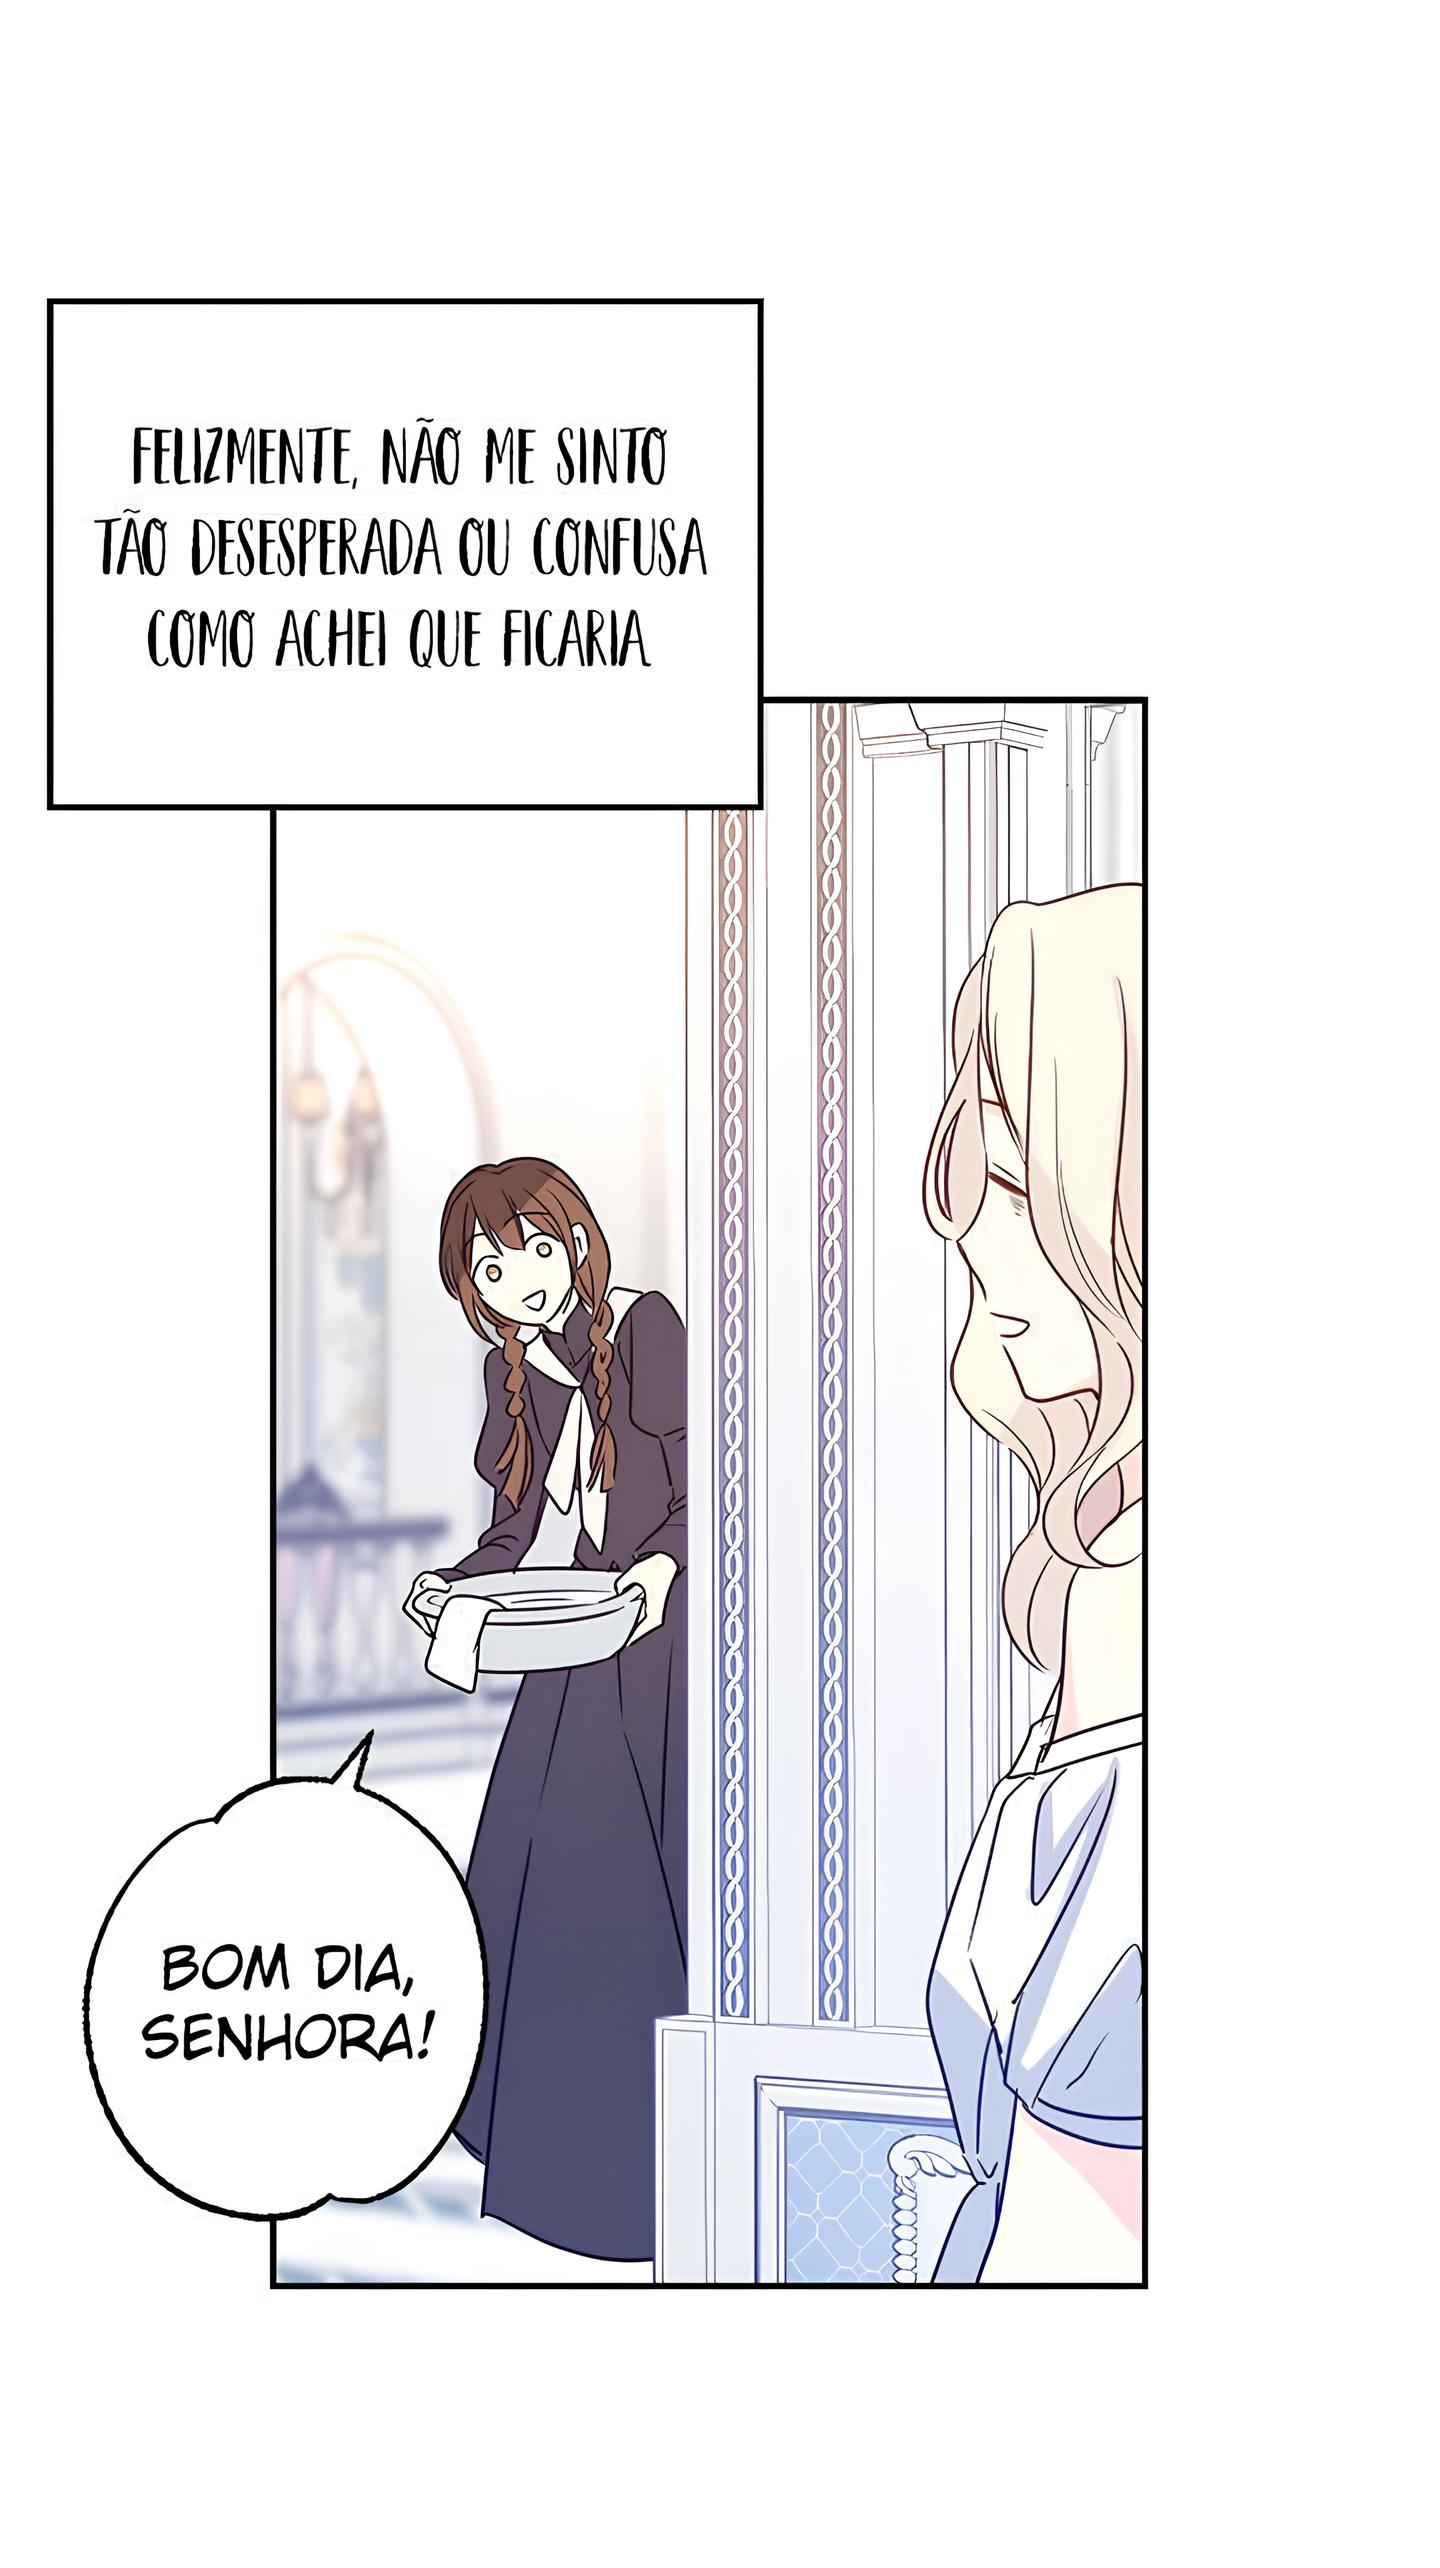 FELIZMENTE, NÃO ME SINTO
TÃO DESESPERADA OU CONFUSA
COMO ACHEI QUE FICARIA
BOM DIA,
SENHORA!